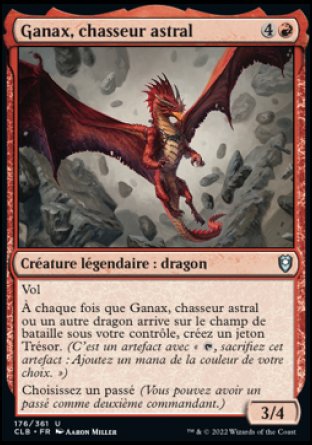 Ganax, chasseur astral 4
Créature légendaire : dragon
Vol
À chaque fois que Ganax, chasseur astral
ou un autre dragon arrive sur le champ de
bataille sous votre contrôle, créez un jeton
Trésor. (C'est un artefact avec « , sacrifiez cet
artefact : Ajoutez un mana de la couleur de votre
choix. »)
Choisissez un passé (Vous pouvez avoir un
passé comme deuxième commandant.)
3/4
176/361 U
CLB • FR Aaron Miller
™ & © 2022 Wizards of the Coast